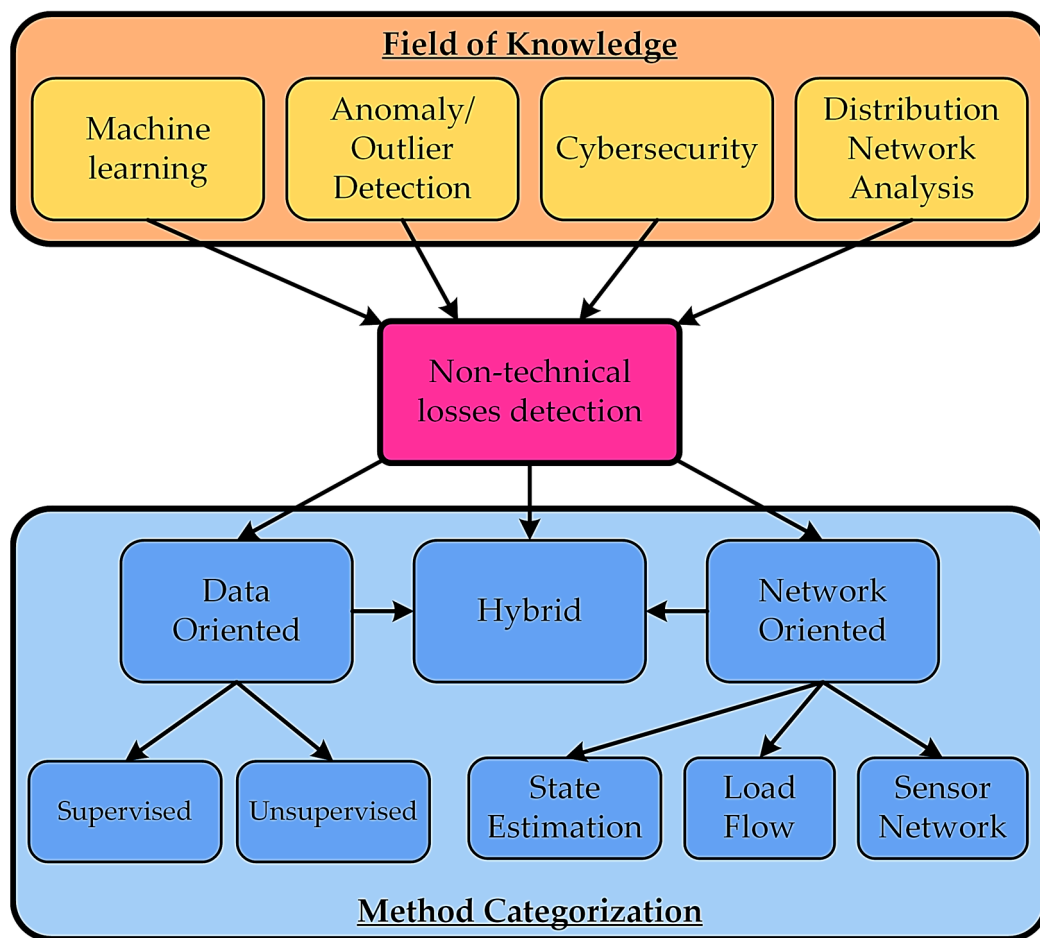 Field of Knowledge
Machine
learning
Anomaly/
Outlier
Detection
Cybersecurity
Distribution
Network
Analysis
Non-technical
losses detection
Data
Oriented
Hybrid
Network
Oriented
Supervised
Unsupervised
State
Estimation
Load
Flow
Sensor
Network
Method Categorization